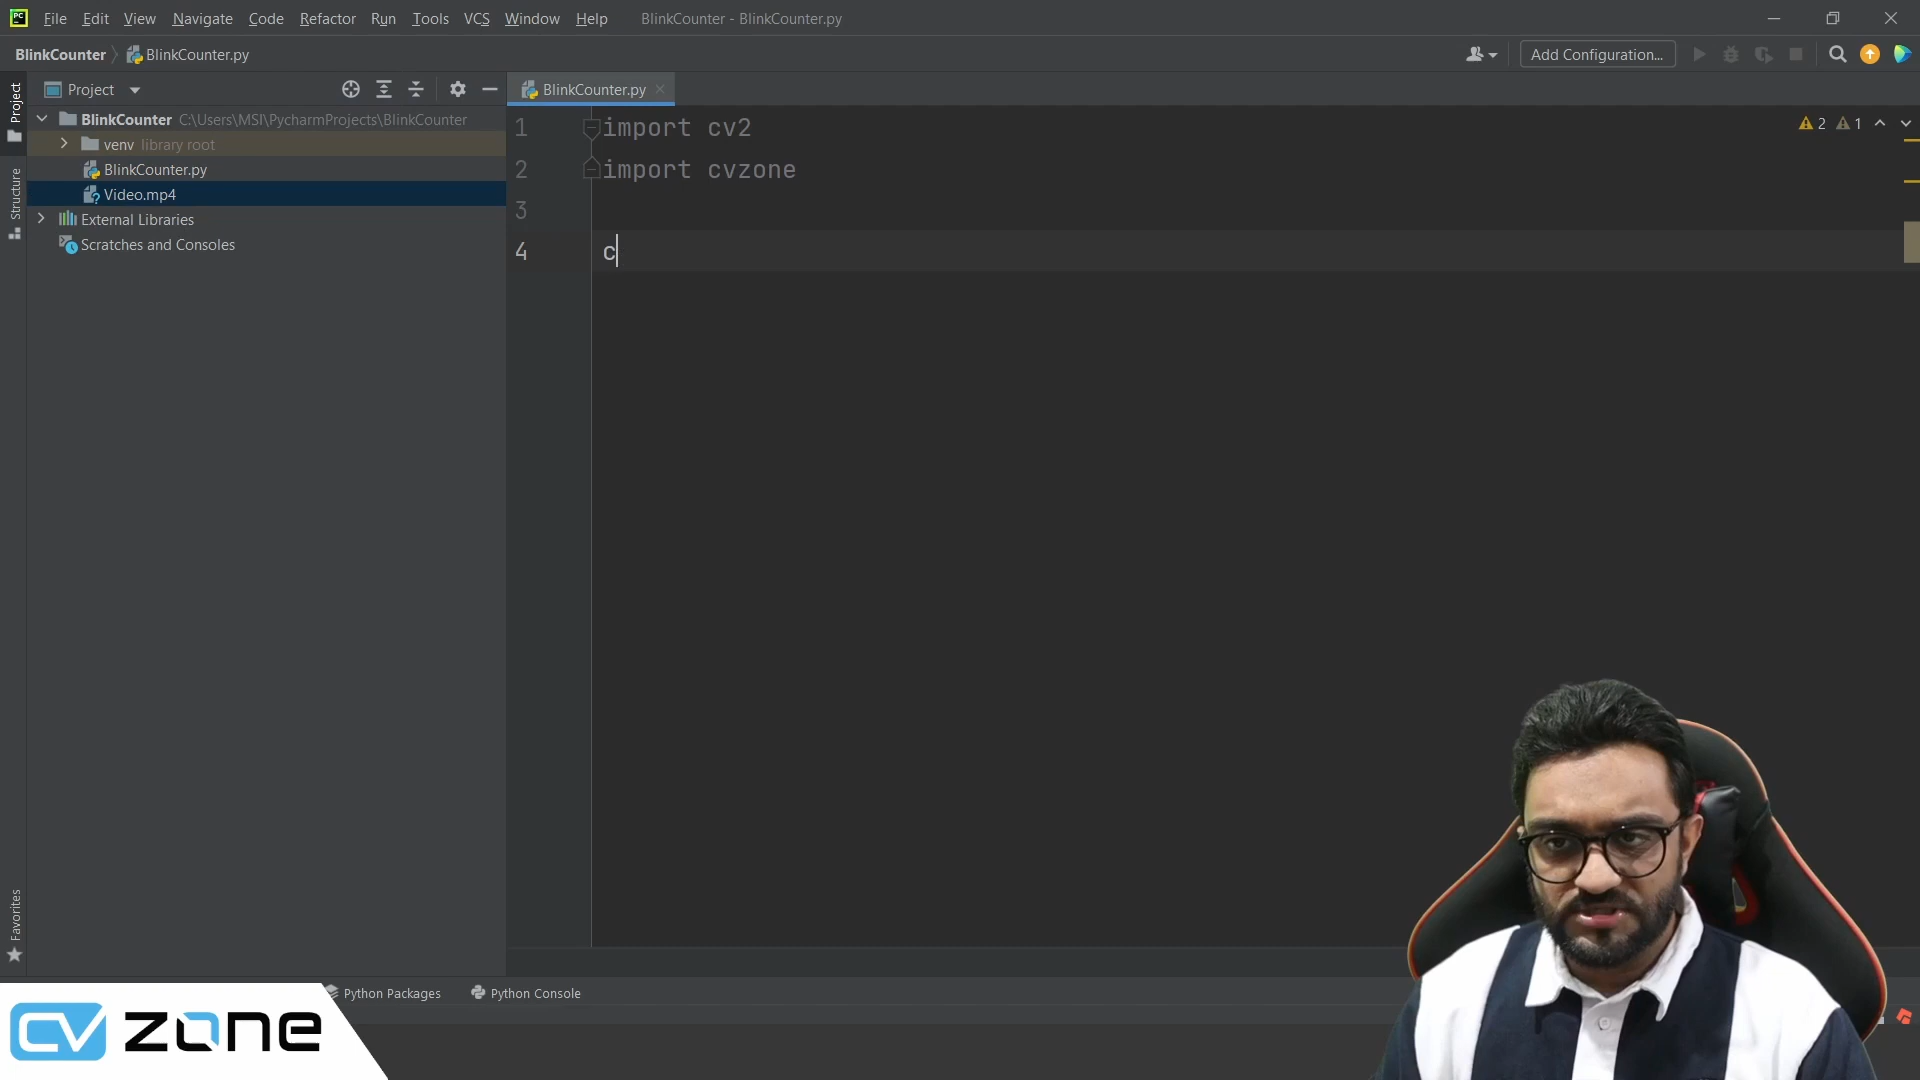 File Edit View Navigate Code Refactor Run Tools VCS Window Help BlinkCounter - BlinkCounter.py
BlinkCounter BlinkCounter.py Add Configuration...
Project BlinkCounter.py
BlinkCounter C:\Users\MSI\PycharmProjects\BlinkCounter
venv library root
BlinkCounter.py
Video.mp4
External Libraries
Scratches and Consoles
Project
Structure
Favorites
1 import cv2
2 import cvzone
3
4 c
2 1
Python Packages Python Console
CV zone